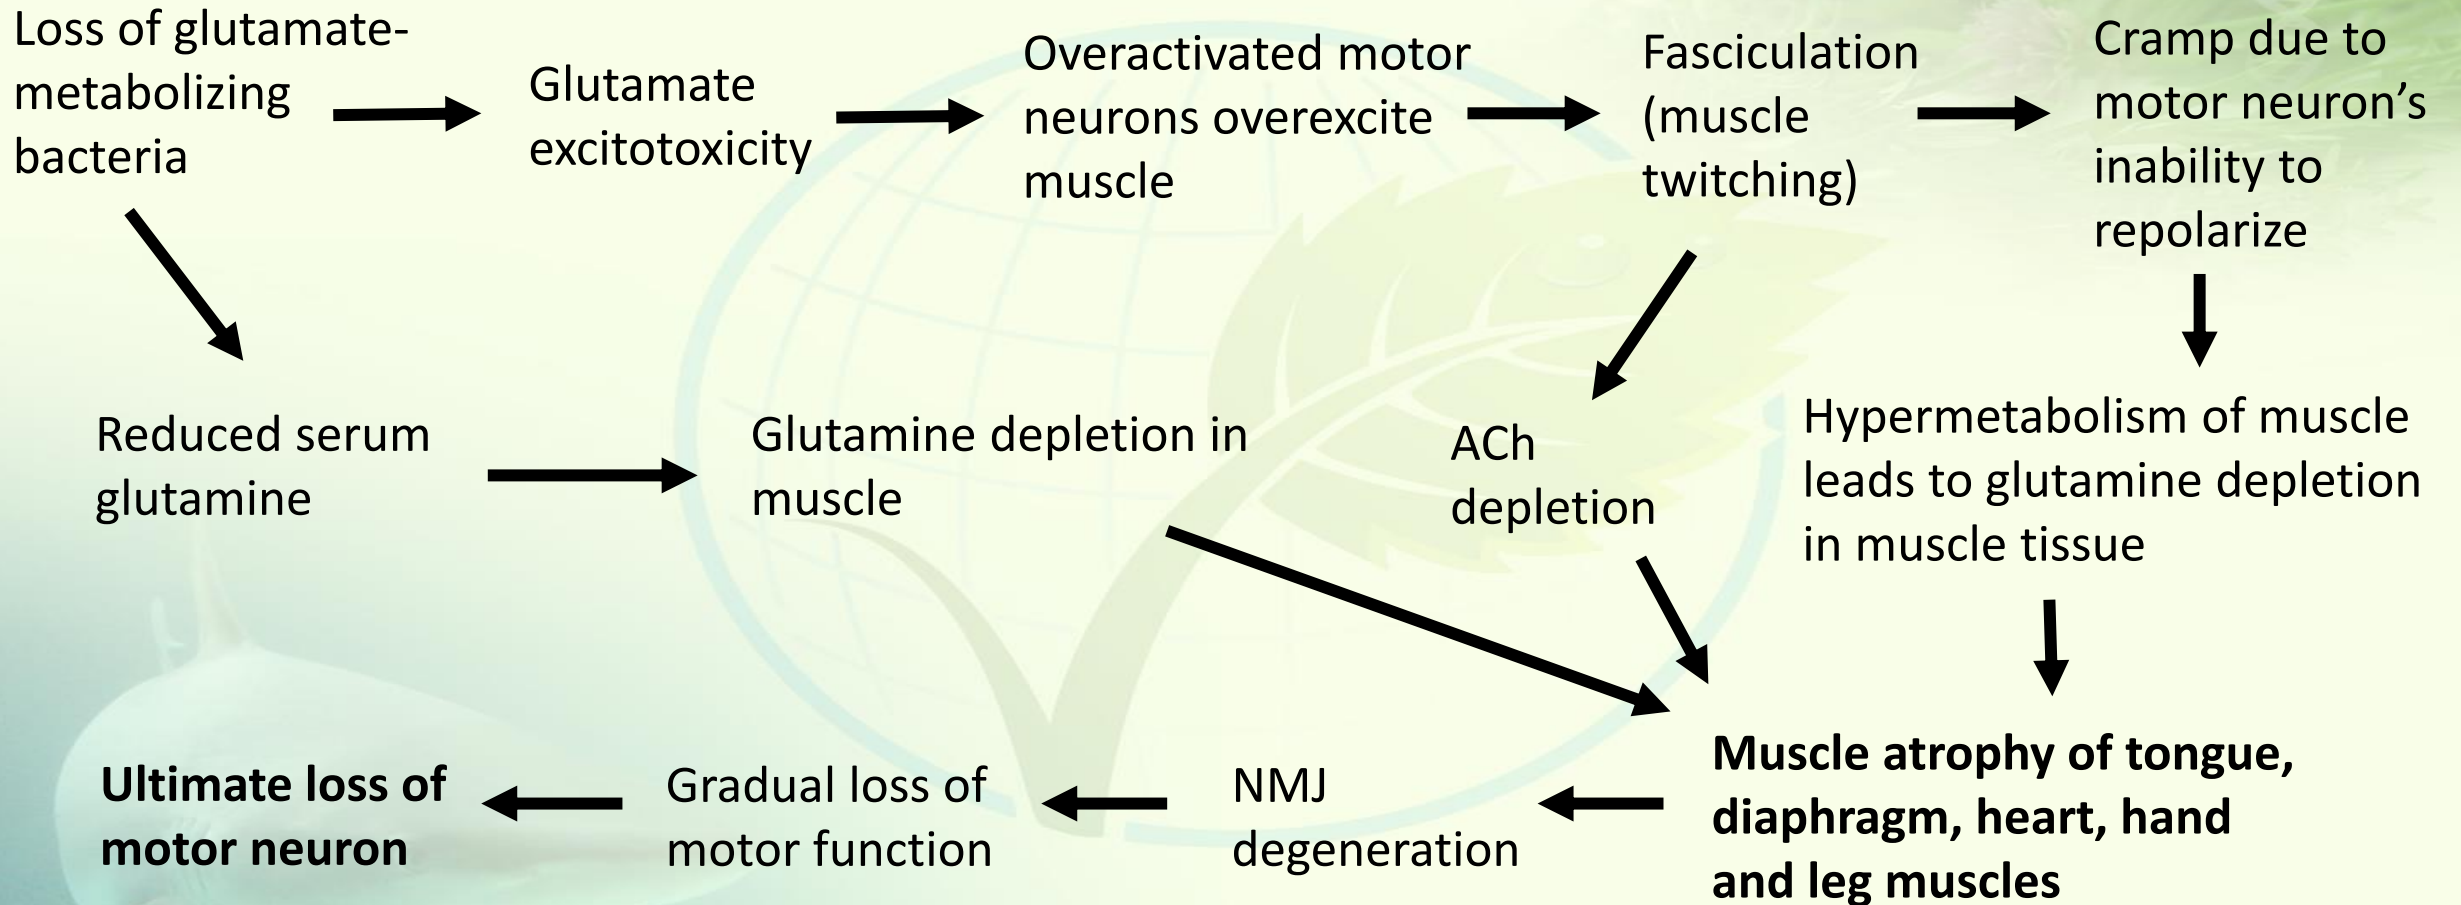 Loss of glutamate-
metabolizing
bacteria
Glutamate
excitotoxicity
Overactivated motor
neurons overexcite
muscle
Fasciculation
(muscle
twitching)
Cramp due to
motor neuron’s
inability to
repolarize
Reduced serum
glutamine
Glutamine depletion in
muscle
ACh
depletion
Hypermetabolism of muscle
leads to glutamine depletion
in muscle tissue
Ultimate loss of
motor neuron
Gradual loss of
motor function
NMJ
degeneration
Muscle atrophy of tongue,
diaphragm, heart, hand
and leg muscles